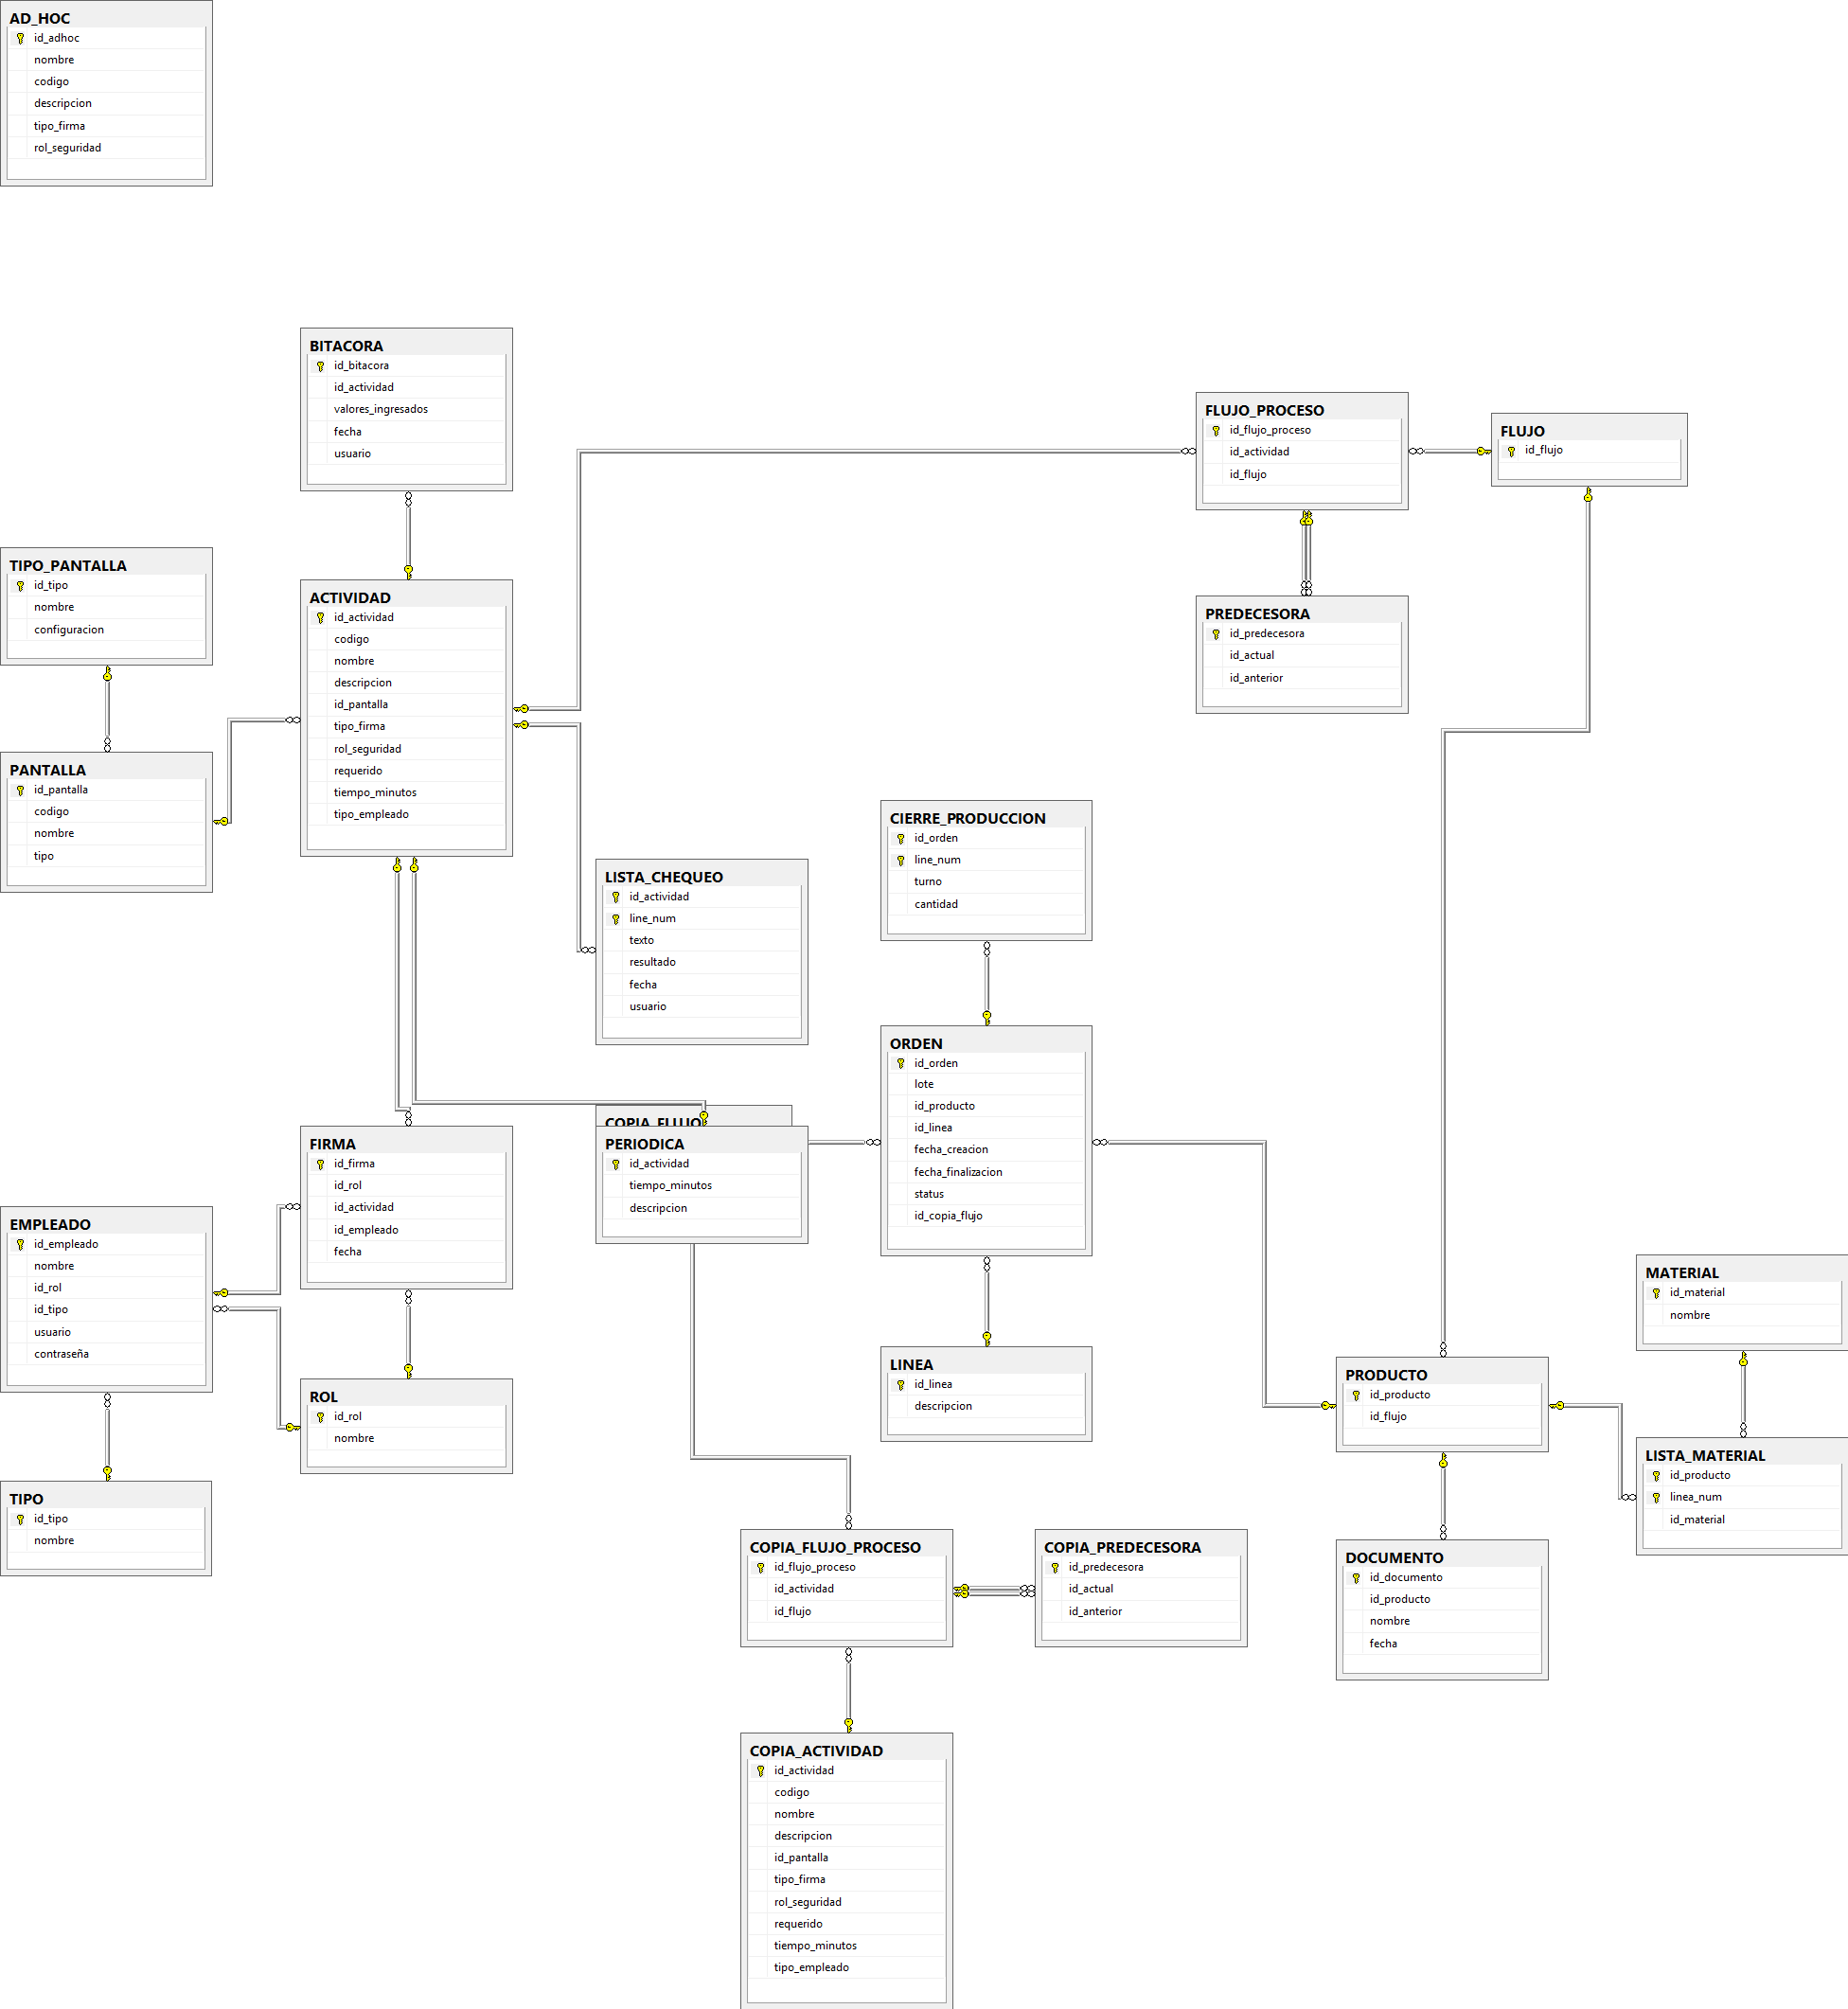 AD_HOC
id_adhoc
nombre
codigo
descripcion
tipo_firma
rol_seguridad
BITACORA
id_bitacora
id_actividad
valores_ingresados
fecha
usuario
FLUJO_PROCESO
id_flujo_proceso
id_actividad
id_flujo
FLUJO
id_flujo
TIPO_PANTALLA
id_tipo
nombre
configuracion
ACTIVIDAD
id_actividad
codigo
nombre
descripcion
id_pantalla
tipo_firma
rol_seguridad
requerido
tiempo_minutos
tipo_empleado
PREDECESORA
id_predecesora
id_actual
id_anterior
PANTALLA
id_pantalla
codigo
nombre
tipo
LISTA_CHEQUEO
id_actividad
line_num
texto
resultado
fecha
usuario
CIERRE_PRODUCCION
id_orden
line_num
turno
cantidad
ORDEN
id_orden
lote
id_producto
id_linea
fecha_creacion
fecha_finalizacion
status
id_copia_flujo
COPIA_FLUJO
PERIODICA
id_actividad
tiempo_minutos
descripcion
FIRMA
id_firma
id_rol
id_actividad
id_empleado
fecha
EMPLEADO
id_empleado
nombre
id_rol
id_tipo
usuario
contraseña
ROL
id_rol
nombre
TIPO
id_tipo
nombre
LINEA
id_linea
descripcion
MATERIAL
id_material
nombre
PRODUCTO
id_producto
id_flujo
LISTA_MATERIAL
id_producto
linea_num
id_material
DOCUMENTO
id_documento
id_producto
nombre
fecha
COPIA_FLUJO_PROCESO
id_flujo_proceso
id_actividad
id_flujo
COPIA_PREDECESORA
id_predecesora
id_actual
id_anterior
COPIA_ACTIVIDAD
id_actividad
codigo
nombre
descripcion
id_pantalla
tipo_firma
rol_seguridad
requerido
tiempo_minutos
tipo_empleado